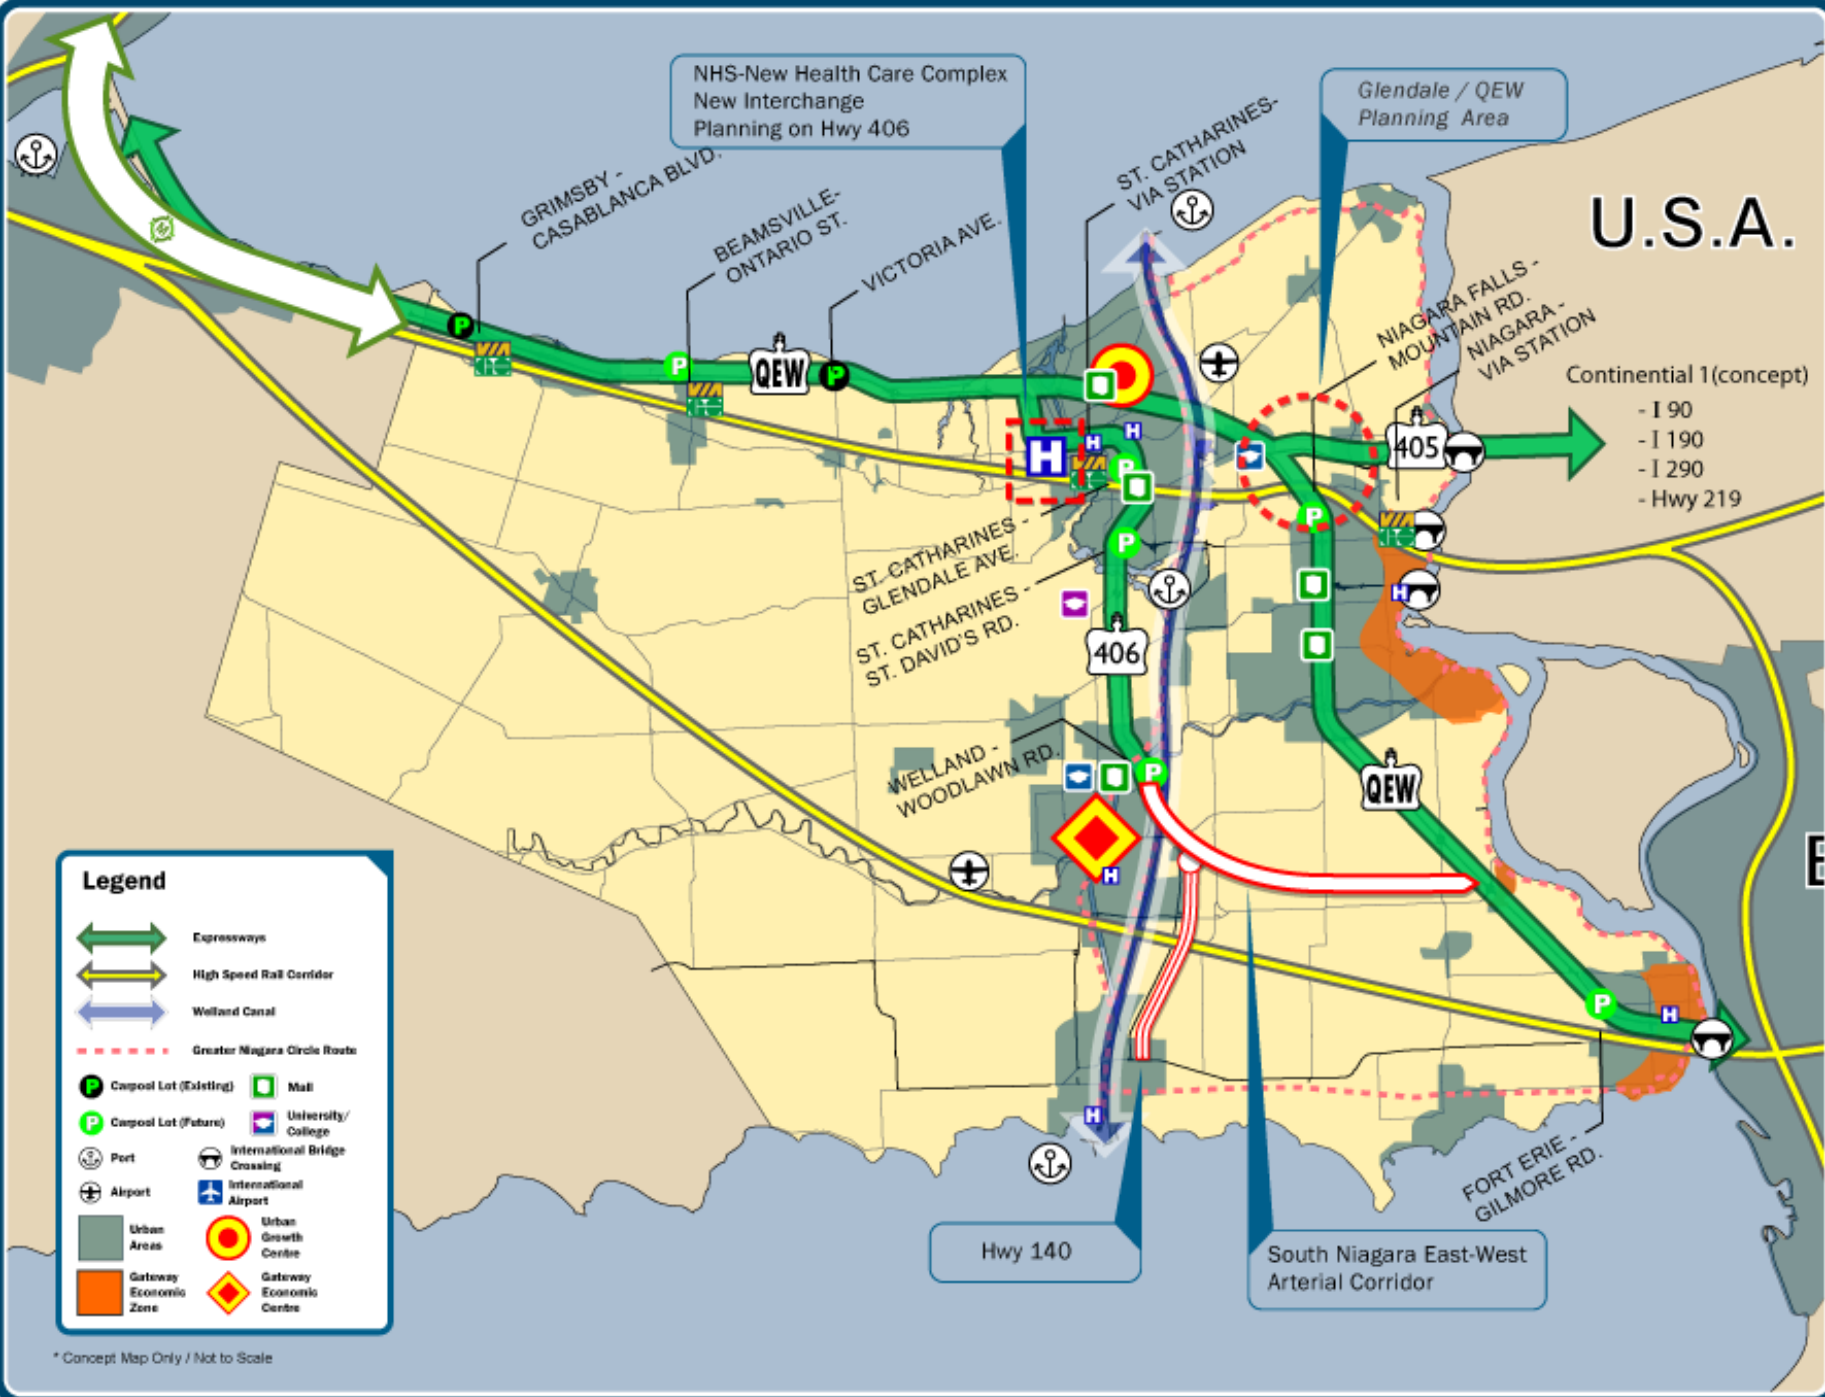 NHS-New Health Care Complex
New Interchange
Planning on Hwy 406
Glendale / QEW
Planning Area
GRIMSBY -
CASABLANCA BLVD.
BEAMSVILLE-
ONTARIO ST.
VICTORIA AVE.
ST. CATHARINES-
VIA STATION
U.S.A.
NIAGARA FALLS -
MOUNTAIN RD.
NIAGARA -
VIA STATION
Continential 1(concept)
- I 90
- I 190
- I 290
- Hwy 219
P
VIA
P
VIA
QEW
P
H
H
H
VIA
P
405
P
VIA
H
ST. CATHARINES -
GLENDALE AVE.
P
ST. CATHARINES -
ST. DAVID'S RD.
406
WELLAND -
WOODLAWN RD.
P
QEW
H
E
P
H
H
FORT ERIE -
GILMORE RD.
Hwy 140
South Niagara East-West
Arterial Corridor
Legend
Expressways
High Speed Rail Corridor
Welland Canal
Greater Niagara Circle Route
P Carpool Lot (Existing)
Mall
P Carpool Lot (Future)
University/
College
Port
International Bridge
Crossing
Airport
International
Airport
Urban
Areas
Urban
Growth
Centre
Gateway
Economic
Zone
Gateway
Economic
Centre
* Concept Map Only / Not to Scale